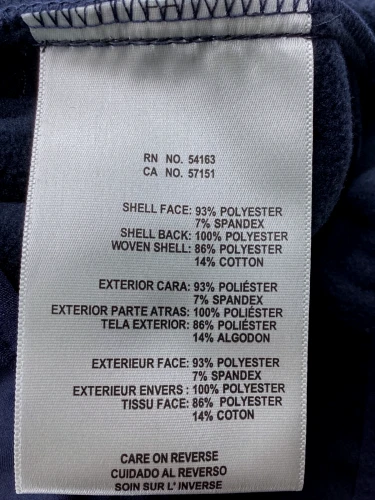 RN NO. 54163
CA NO. 57151
SHELL FACE: 93% POLYESTER
7% SPANDEX
SHELL BACK: 100% POLYESTER
WOVEN SHELL: 86% POLYESTER
14% COTTON
EXTERIOR CARA: 93% POLIÉSTER
7% SPANDEX
EXTERIOR PARTE ATRAS: 100% POLIÉSTER
TELA EXTERIOR: 86% POLIÉSTER
14% ALGODON
EXTERIEUR FACE: 93% POLYESTER
7% SPANDEX
EXTERIEUR ENVERS : 100% POLYESTER
TISSU FACE: 86% POLYESTER
14% COTON
CARE ON REVERSE
CUIDADO AL REVERSO
SOIN SUR L' INVERSE